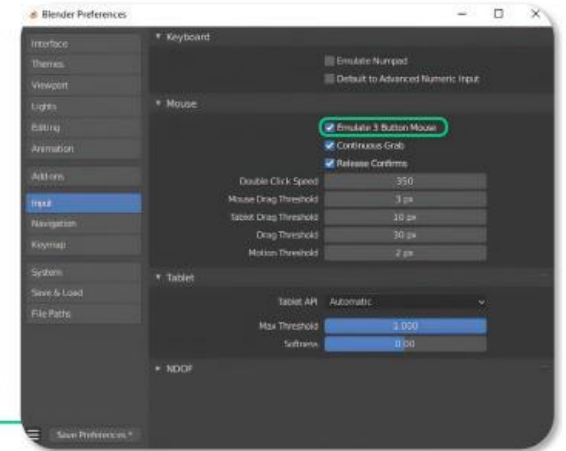 Blender Preferences
Interface
Themes
Viewport
Lights
Editing
Animation
Add-ons
Input
Navigation
Keymap
System
Save & Load
File Paths
Save Preferences *
Keyboard
Emulate Numpad
Default to Advanced Numeric Input
Mouse
Emulate 3 Button Mouse
Continuous Grab
Release Confirms
Double Click Speed 350
Mouse Drag Threshold 3 px
Tablet Drag Threshold 10 px
Drag Threshold 30 px
Motion Threshold 2 px
Tablet
Tablet API Automatic
Max Threshold 1.000
Softness 0.00
NDOF